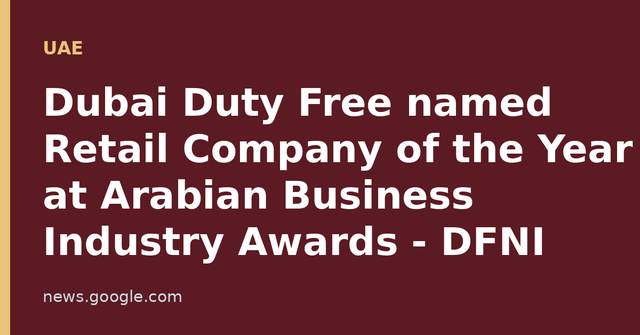 UAE
Dubai Duty Free named
Retail Company of the Year
at Arabian Business
Industry Awards - DFNI
news.google.com